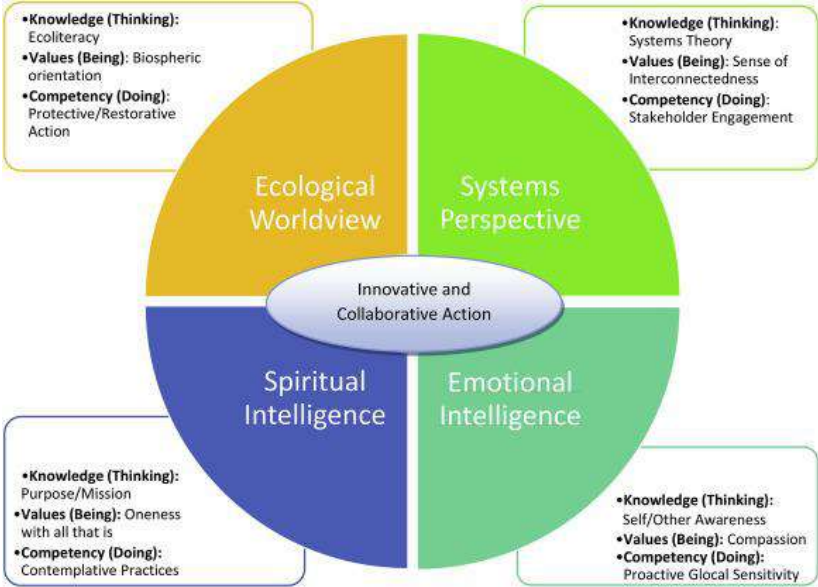 •Knowledge (Thinking):
Ecoliteracy
•Values (Being): Biospheric
orientation
•Competency (Doing):
Protective/Restorative
Action
•Knowledge (Thinking):
Systems Theory
•Values (Being): Sense of
Interconnectedness
•Competency (Doing):
Stakeholder Engagement
Ecological
Worldview
Systems
Perspective
Innovative and
Collaborative Action
Spiritual
Intelligence
Emotional
Intelligence
•Knowledge (Thinking):
Purpose/Mission
•Values (Being): Oneness
with all that is
•Competency (Doing):
Contemplative Practices
•Knowledge (Thinking):
Self/Other Awareness
•Values (Being): Compassion
•Competency (Doing):
Proactive Glocal Sensitivity